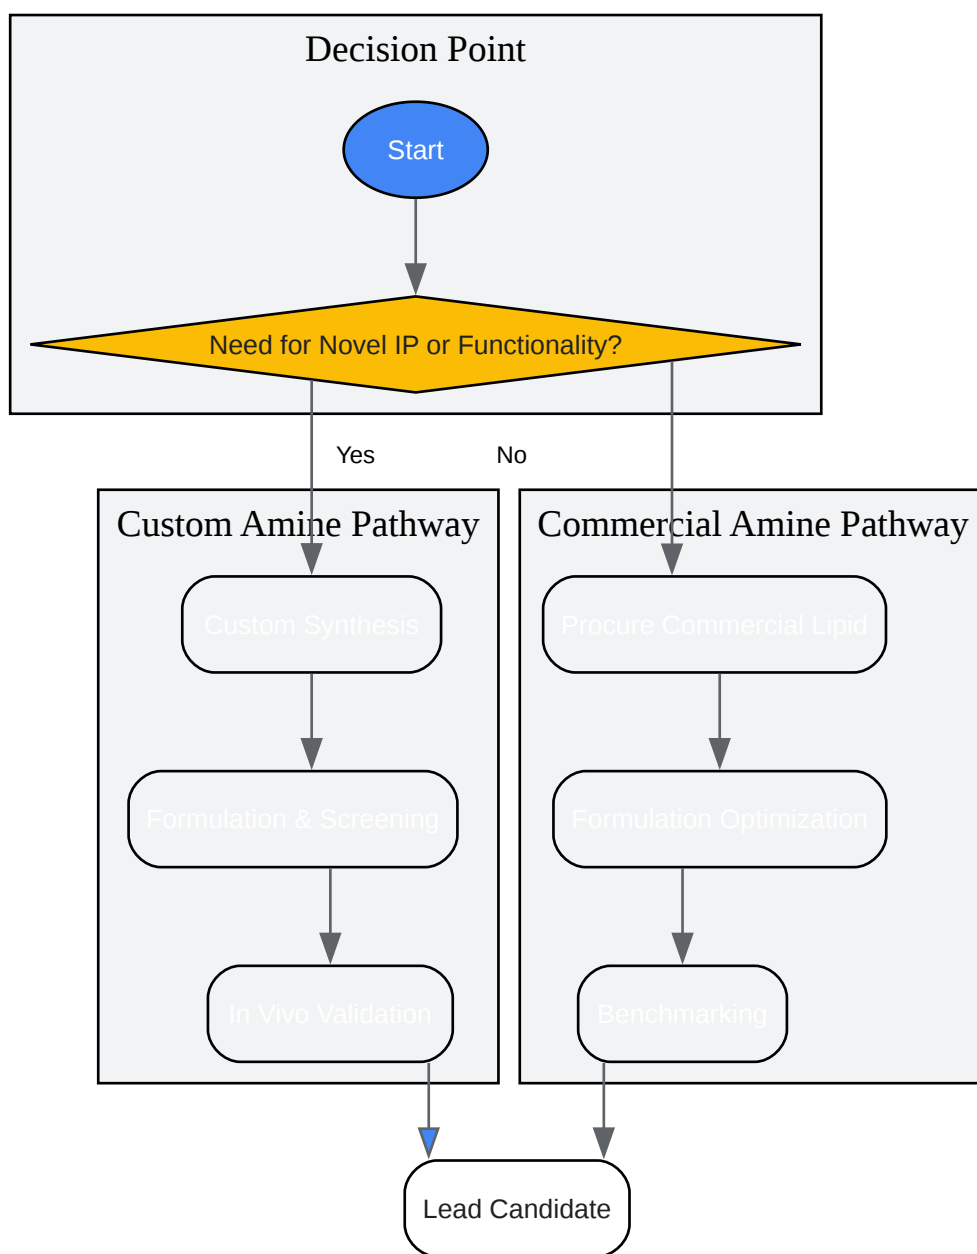 Decision Point
Start
Need for Novel IP or Functionality?
Yes
No
Custom Amine Pathway
Commercial Amine Pathway
Custom Synthesis
Procure Commercial Lipid
Formulation & Screening
Formulation Optimization
In Vivo Validation
Benchmarking
Lead Candidate